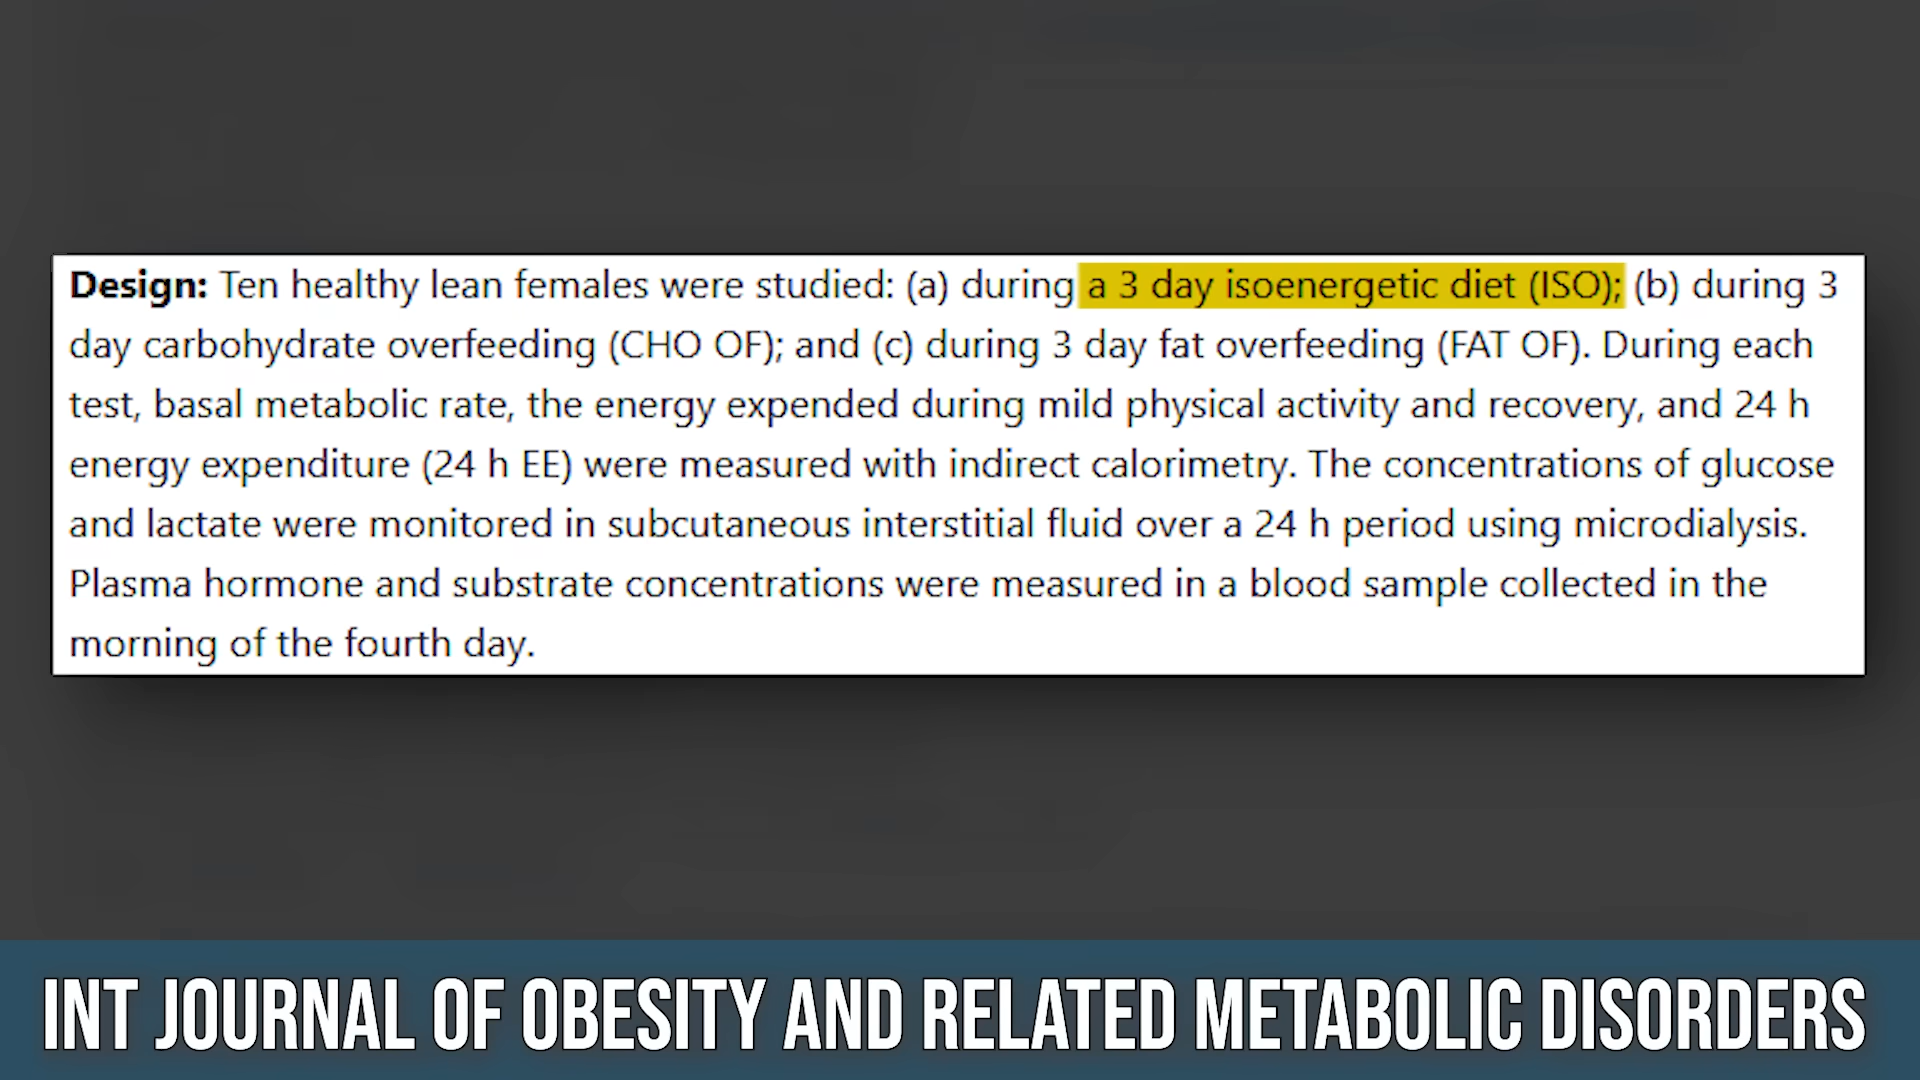 Design: Ten healthy lean females were studied: (a) during a 3 day isoenergetic diet (ISO); (b) during 3
day carbohydrate overfeeding (CHO OF); and (c) during 3 day fat overfeeding (FAT OF). During each
test, basal metabolic rate, the energy expended during mild physical activity and recovery, and 24 h
energy expenditure (24 h EE) were measured with indirect calorimetry. The concentrations of glucose
and lactate were monitored in subcutaneous interstitial fluid over a 24 h period using microdialysis.
Plasma hormone and substrate concentrations were measured in a blood sample collected in the
morning of the fourth day.
INT JOURNAL OF OBESITY AND RELATED METABOLIC DISORDERS